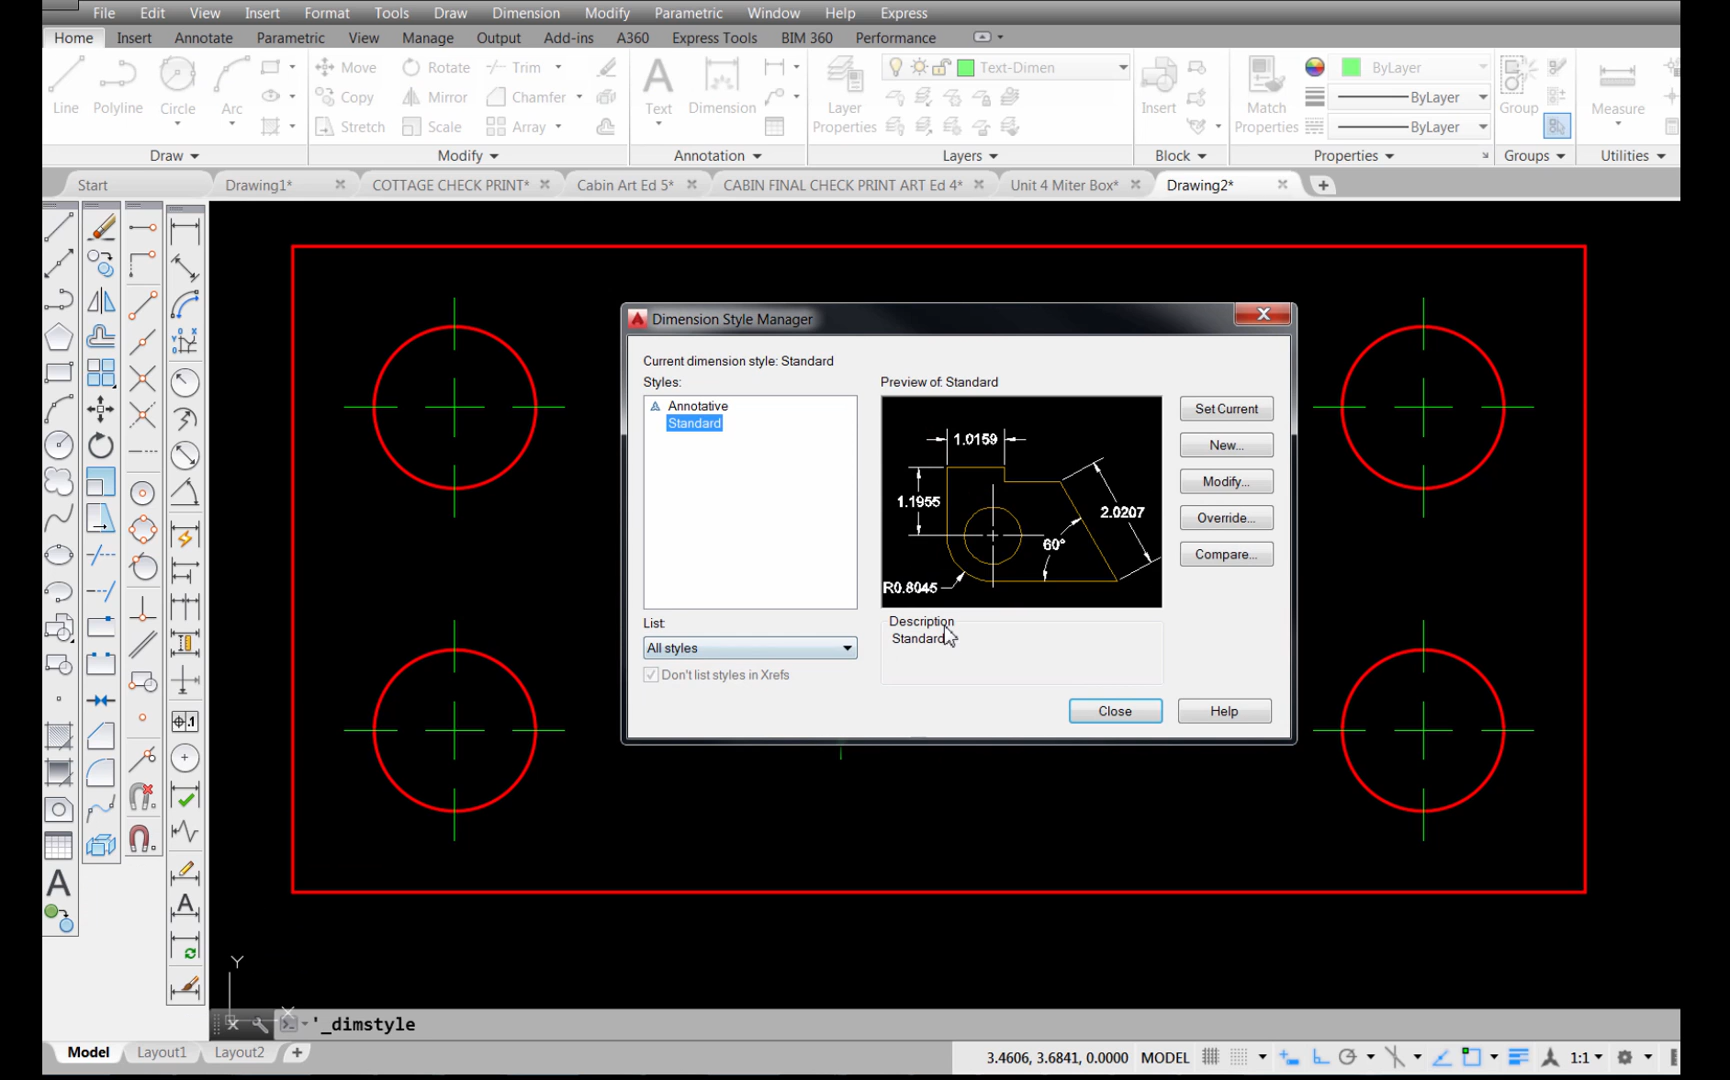 File Edit View Insert Format Tools Draw Dimension Modify Parametric Window Help Express
Home Insert Annotate Parametric View Manage Output Add-ins A360 Express Tools BIM 360 Performance
Line Polyline Circle Arc
Move Rotate Trim
Copy Mirror Chamfer
Stretch Scale Array
Text Dimension
Layer Properties
Text-Dimen
Insert
Match Properties
ByLayer
ByLayer
ByLayer
Group
Measure
Draw Modify Annotation Layers Block Properties Groups Utilities
Start Drawing1* COTTAGE CHECK PRINT* Cabin Art Ed 5* CABIN FINAL CHECK PRINT ART Ed 4* Unit 4 Miter Box* Drawing2*
Dimension Style Manager
Current dimension style: Standard
Styles:
Annotative
Standard
Preview of: Standard
1.0159
1.1955
2.0207
60°
R0.8045
Set Current
New...
Modify...
Override...
Compare...
List:
All styles
Don't list styles in Xrefs
Description
Standard
Close Help
X Y
0
.1
A
A
Y
X
'_dimstyle
Model Layout1 Layout2
3.4606, 3.6841, 0.0000 MODEL 1:1